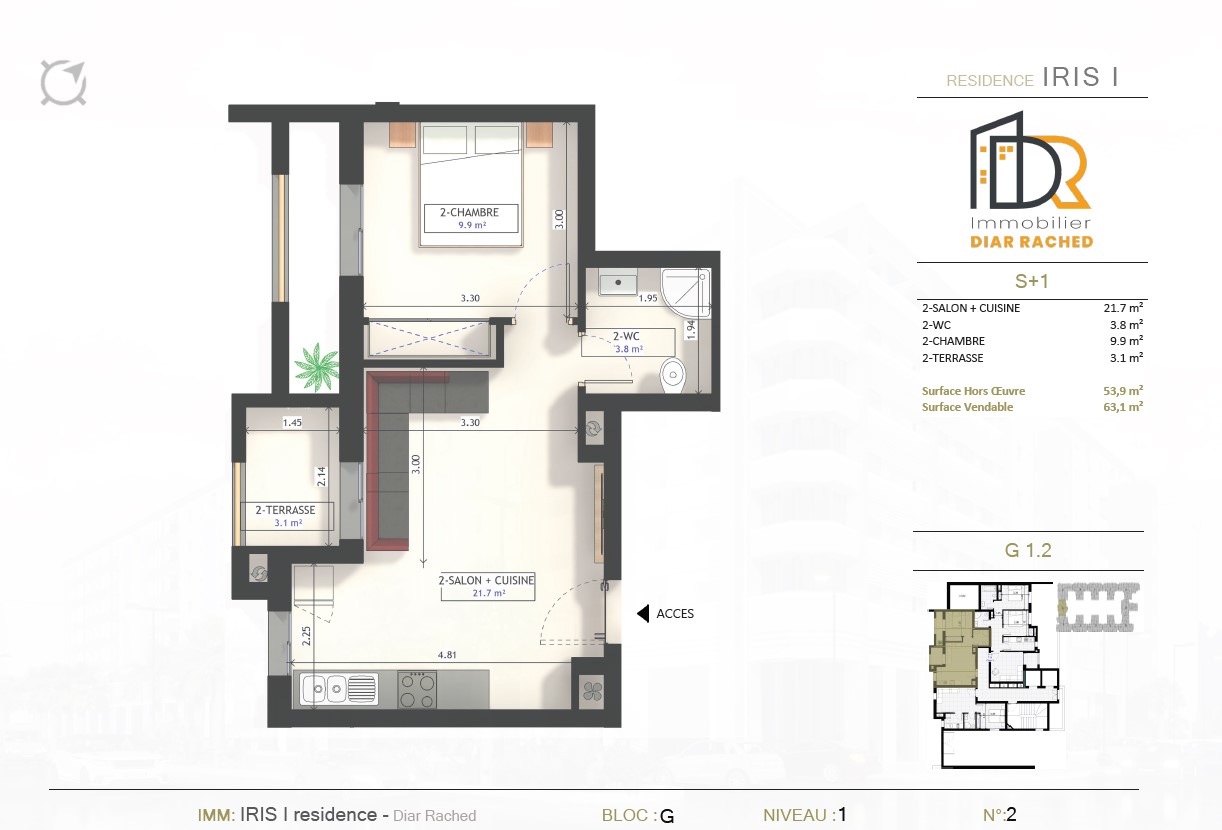 RESIDENCE IRIS I
DR
Immobilier
DIAR RACHED
S+1
2-SALON + CUISINE 21.7 m²
2-WC 3.8 m²
2-CHAMBRE 9.9 m²
2-TERRASSE 3.1 m²
Surface Hors Œuvre 53,9 m²
Surface Vendable 63,1 m²
G 1.2
2-CHAMBRE
9.9 m²
3.00
3.30
1.95
2-WC
3.8 m²
1.94
1.45
3.30
3.00
2.14
2-TERRASSE
3.1 m²
2-SALON + CUISINE
21.7 m²
ACCES
2.25
4.81
IMM: IRIS I residence - Diar Rached BLOC : G NIVEAU : 1 N°: 2